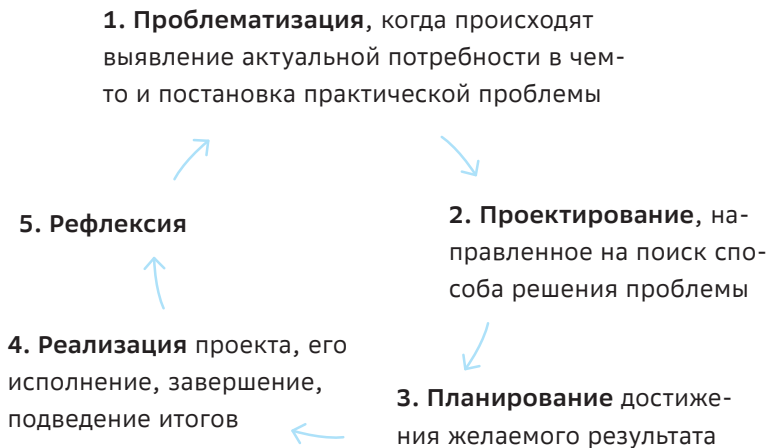 1. Проблематизация, когда происходят
выявление актуальной потребности в чем-
то и постановка практической проблемы
2. Проектирование, на-
правленное на поиск спо-
соба решения проблемы
3. Планирование достиже-
ния желаемого результата
4. Реализация проекта, его
исполнение, завершение,
подведение итогов
5. Рефлексия